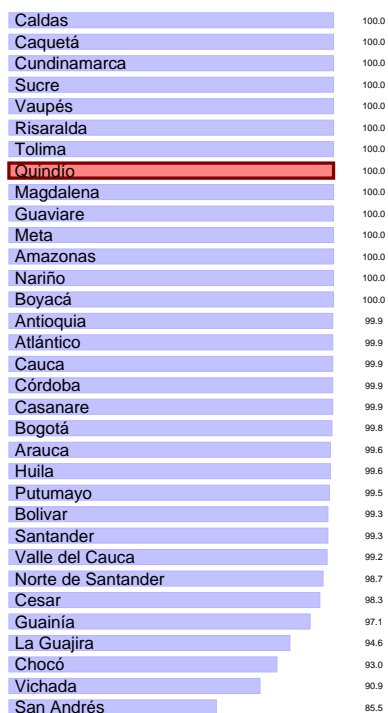 Caldas 100.0
Caquetá 100.0
Cundinamarca 100.0
Sucre 100.0
Vaupés 100.0
Risaralda 100.0
Tolima 100.0
Quindío 100.0
Magdalena 100.0
Guaviare 100.0
Meta 100.0
Amazonas 100.0
Nariño 100.0
Boyacá 100.0
Antioquia 99.9
Atlántico 99.9
Cauca 99.9
Córdoba 99.9
Casanare 99.9
Bogotá 99.8
Arauca 99.6
Huila 99.6
Putumayo 99.5
Bolivar 99.3
Santander 99.3
Valle del Cauca 99.2
Norte de Santander 98.7
Cesar 98.3
Guainía 97.1
La Guajira 94.6
Chocó 93.0
Vichada 90.9
San Andrés 85.5